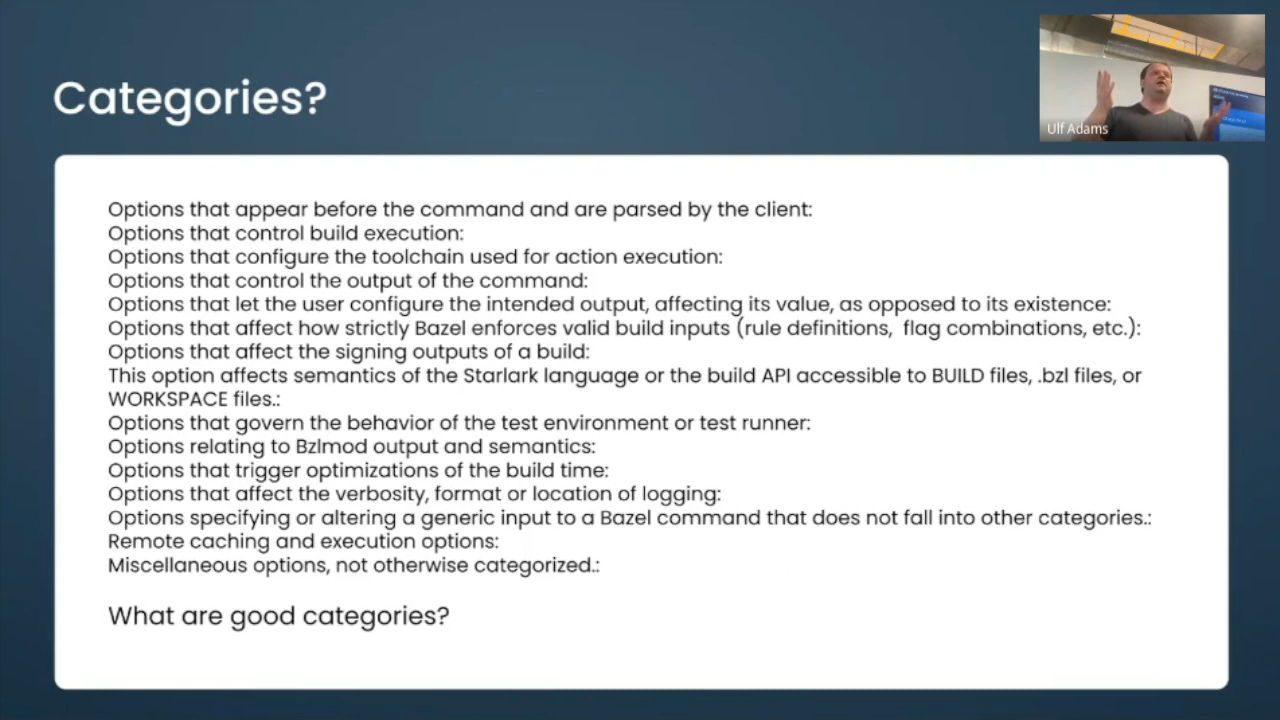 Categories?
Ulf Adams
Options that appear before the command and are parsed by the client:
Options that control build execution:
Options that configure the toolchain used for action execution:
Options that control the output of the command:
Options that let the user configure the intended output, affecting its value, as opposed to its existence:
Options that affect how strictly Bazel enforces valid build inputs (rule definitions, flag combinations, etc.):
Options that affect the signing outputs of a build:
This option affects semantics of the Starlark language or the build API accessible to BUILD files, .bzl files, or
WORKSPACE files.:
Options that govern the behavior of the test environment or test runner:
Options relating to Bzlmod output and semantics:
Options that trigger optimizations of the build time:
Options that affect the verbosity, format or location of logging:
Options specifying or altering a generic input to a Bazel command that does not fall into other categories.:
Remote caching and execution options:
Miscellaneous options, not otherwise categorized.:
What are good categories?